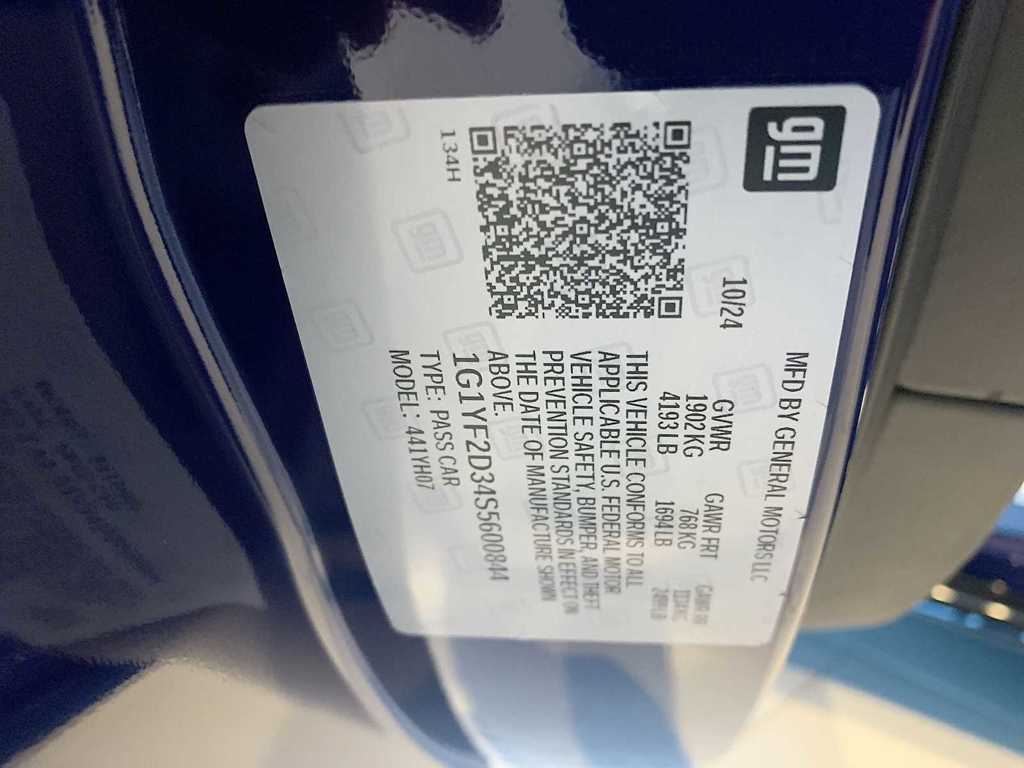 gm
10/24
MFD BY GENERAL MOTORS LLC
GVWR GAWR FRT GAWR RR
1902 KG 768 KG
4193 LB 1694 LB
THIS VEHICLE CONFORMS TO ALL
APPLICABLE U.S. FEDERAL MOTOR
VEHICLE SAFETY, BUMPER, AND THEFT
PREVENTION STANDARDS IN EFFECT ON
THE DATE OF MANUFACTURE SHOWN
ABOVE.
1G1YF2D34S5600844
TYPE: PASS CAR
MODEL: 441YH07
134H